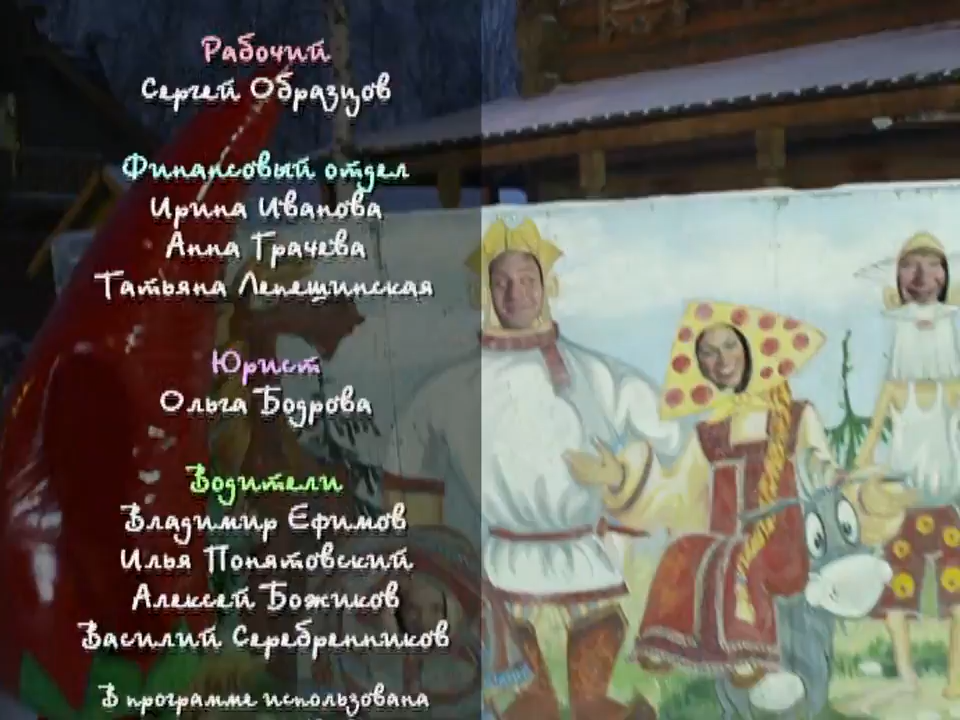 Рабочий
Сергей Образцов
Финансовый отдел
Ирина Иванова
Анна Грачева
Татьяна Лепещинская
Юрист
Ольга Бодрова
Водители
Владимир Ефимов
Илья Понятовский
Алексей Божиков
Василий Серебренников
В программе использована